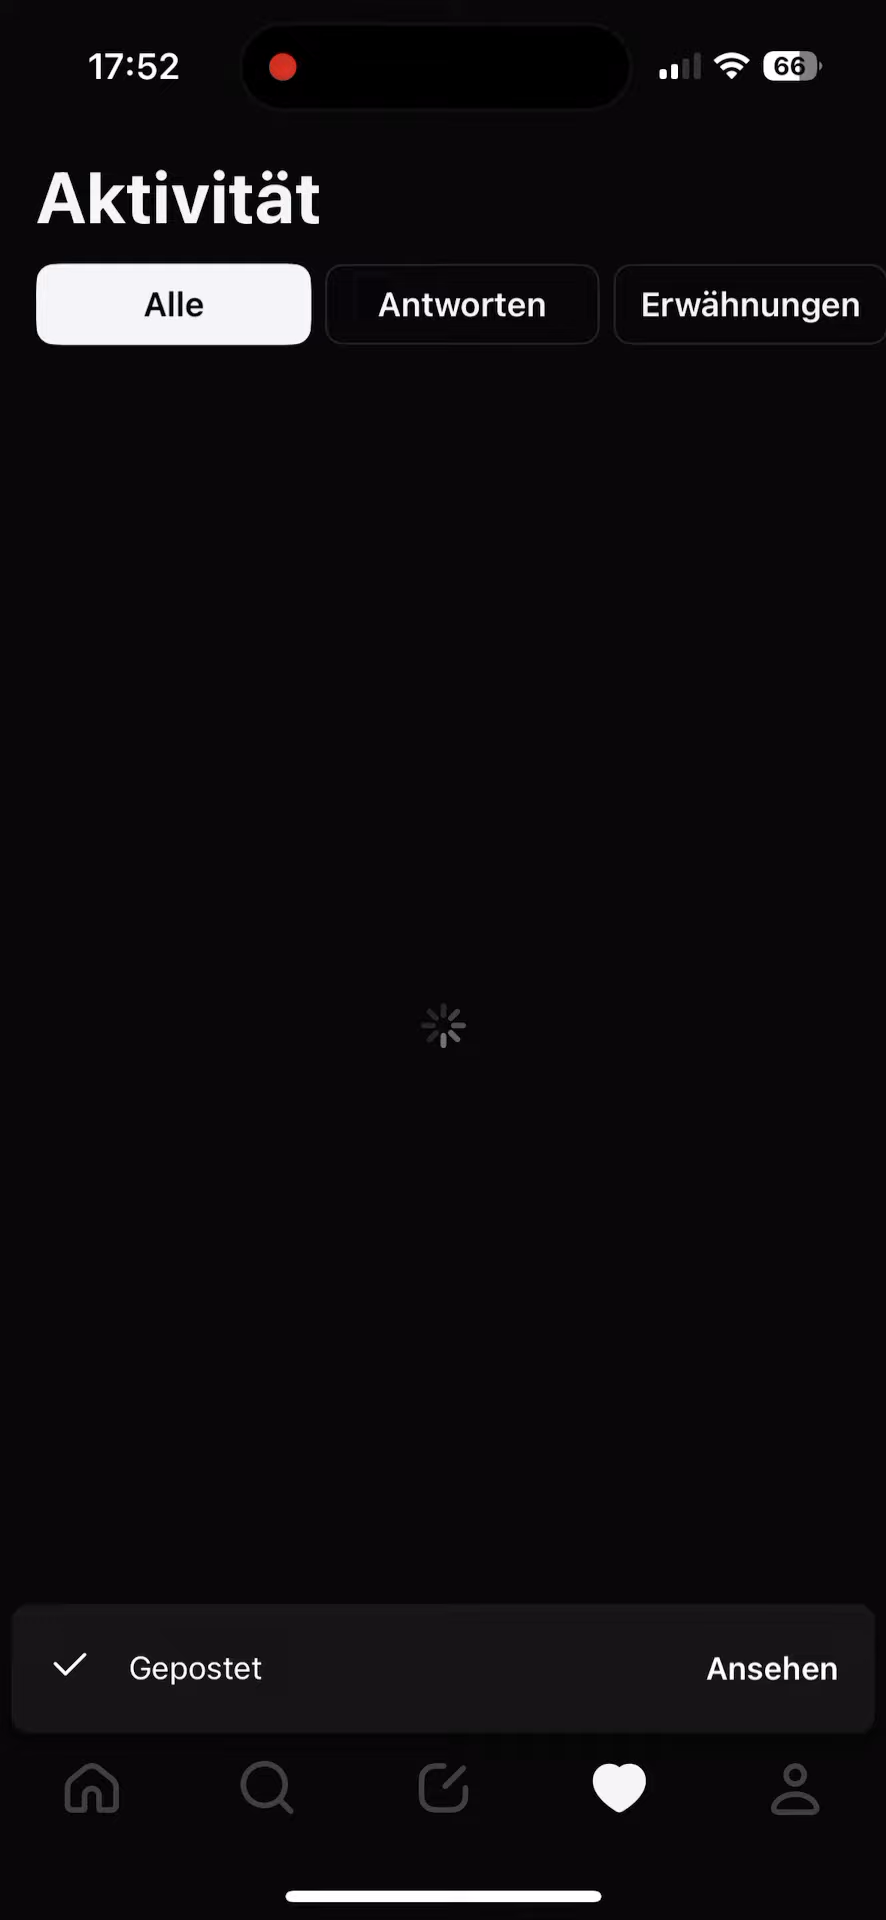 17:52
66
Aktivität
Alle
Antworten
Erwähnungen
Gepostet
Ansehen